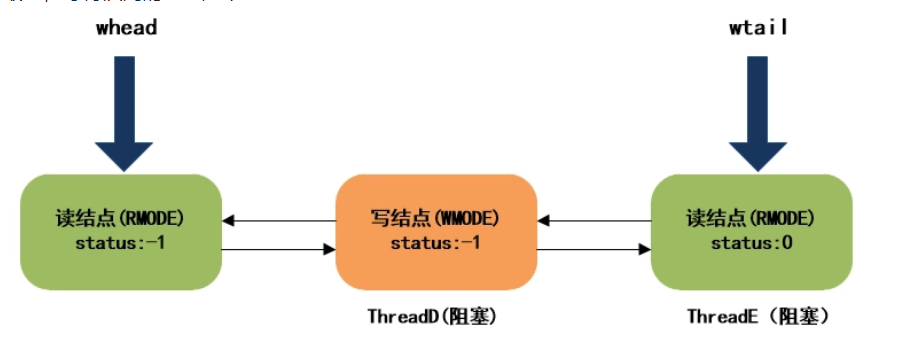 whead
wtail
读结点(RMODE)
status:-1
写结点(WMODE)
status:-1
读结点(RMODE)
status:0
ThreadD(阻塞)
ThreadE（阻塞）